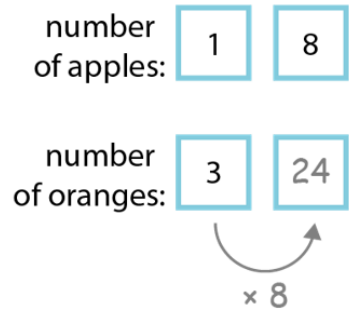 number
of apples:
1 8
number
of oranges:
3 24
× 8